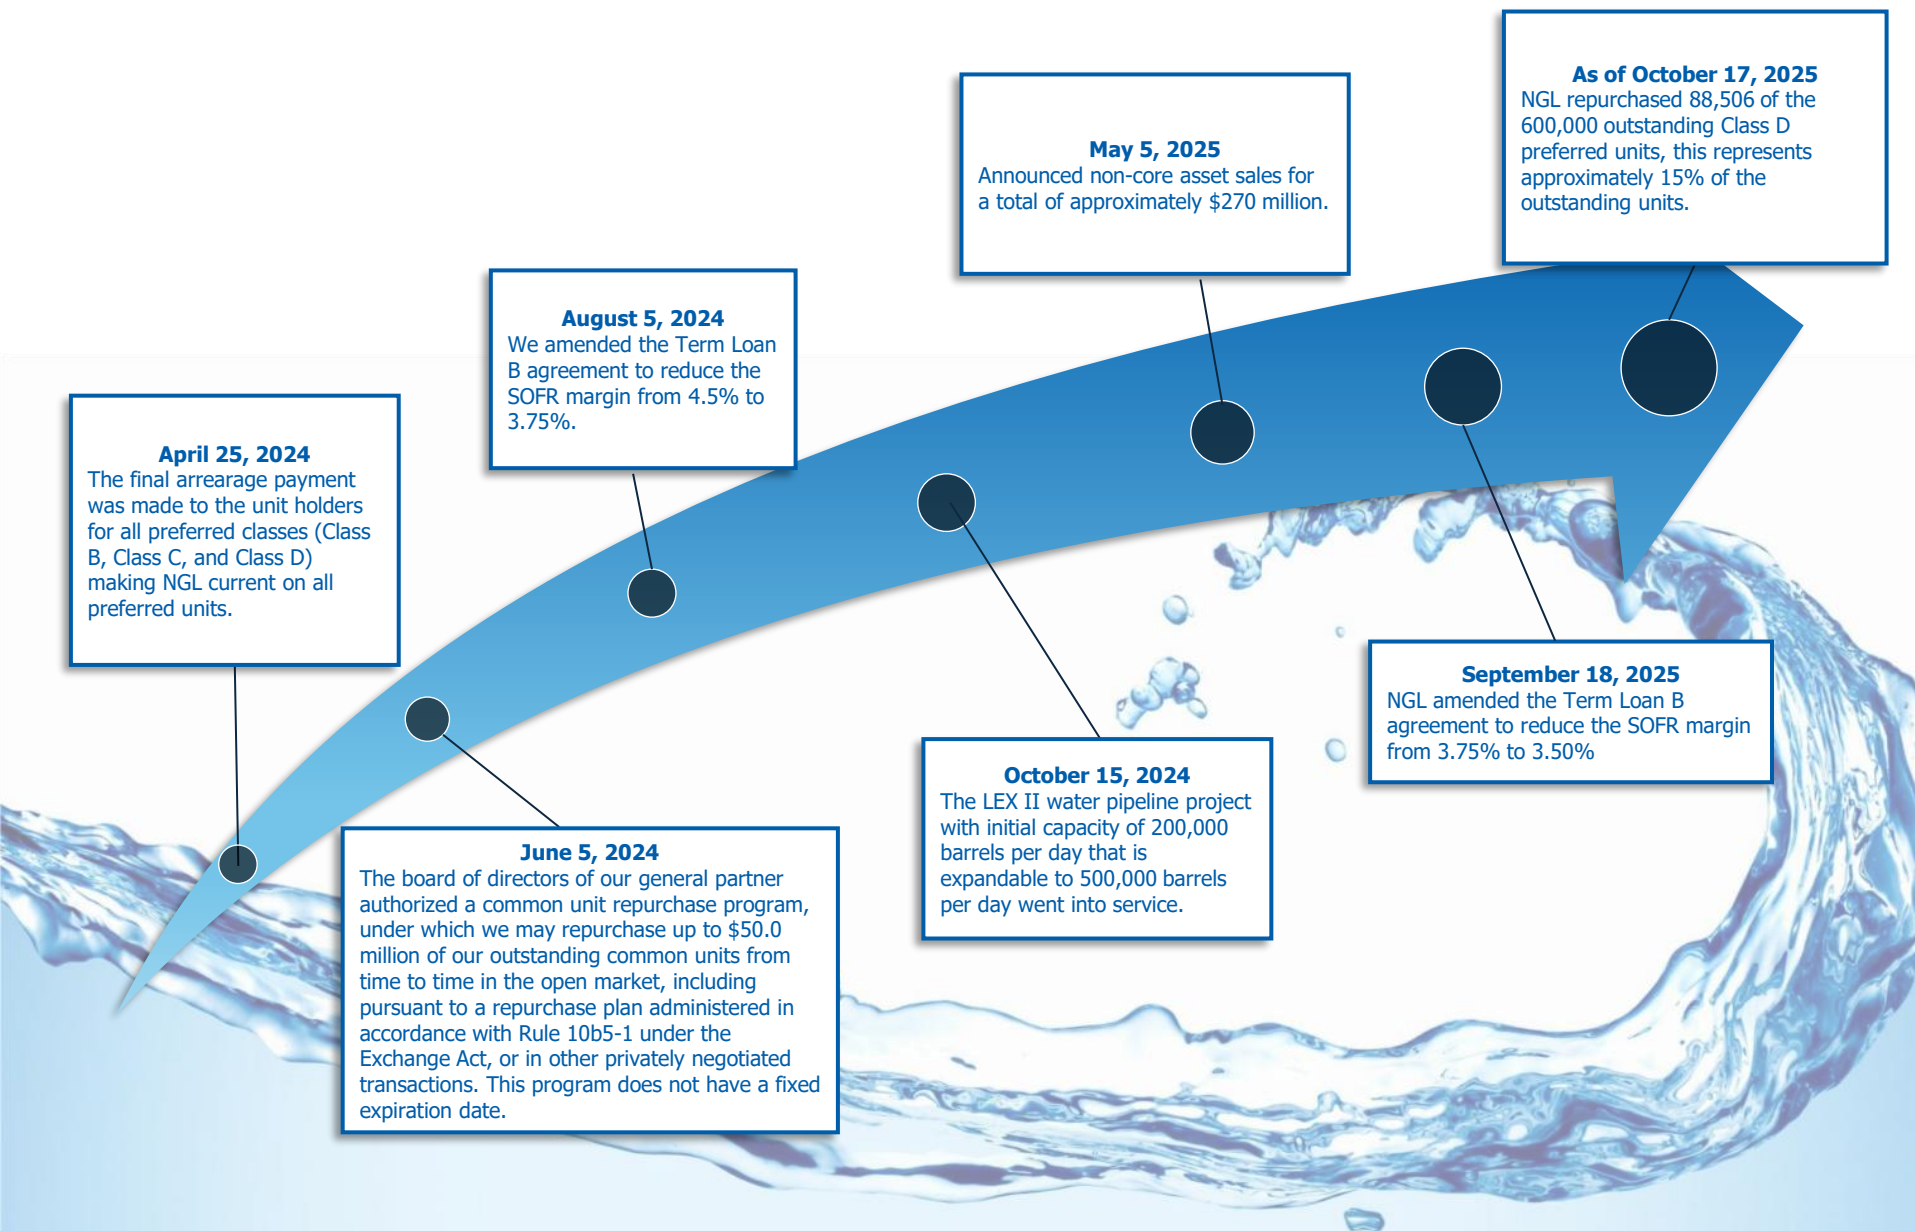 April 25, 2024
The final arrearage payment
was made to the unit holders
for all preferred classes (Class
B, Class C, and Class D)
making NGL current on all
preferred units.
June 5, 2024
The board of directors of our general partner
authorized a common unit repurchase program,
under which we may repurchase up to $50.0
million of our outstanding common units from
time to time in the open market, including
pursuant to a repurchase plan administered in
accordance with Rule 10b5-1 under the
Exchange Act, or in other privately negotiated
transactions. This program does not have a fixed
expiration date.
August 5, 2024
We amended the Term Loan
B agreement to reduce the
SOFR margin from 4.5% to
3.75%.
October 15, 2024
The LEX II water pipeline project
with initial capacity of 200,000
barrels per day that is
expandable to 500,000 barrels
per day went into service.
May 5, 2025
Announced non-core asset sales for
a total of approximately $270 million.
September 18, 2025
NGL amended the Term Loan B
agreement to reduce the SOFR margin
from 3.75% to 3.50%
As of October 17, 2025
NGL repurchased 88,506 of the
600,000 outstanding Class D
preferred units, this represents
approximately 15% of the
outstanding units.